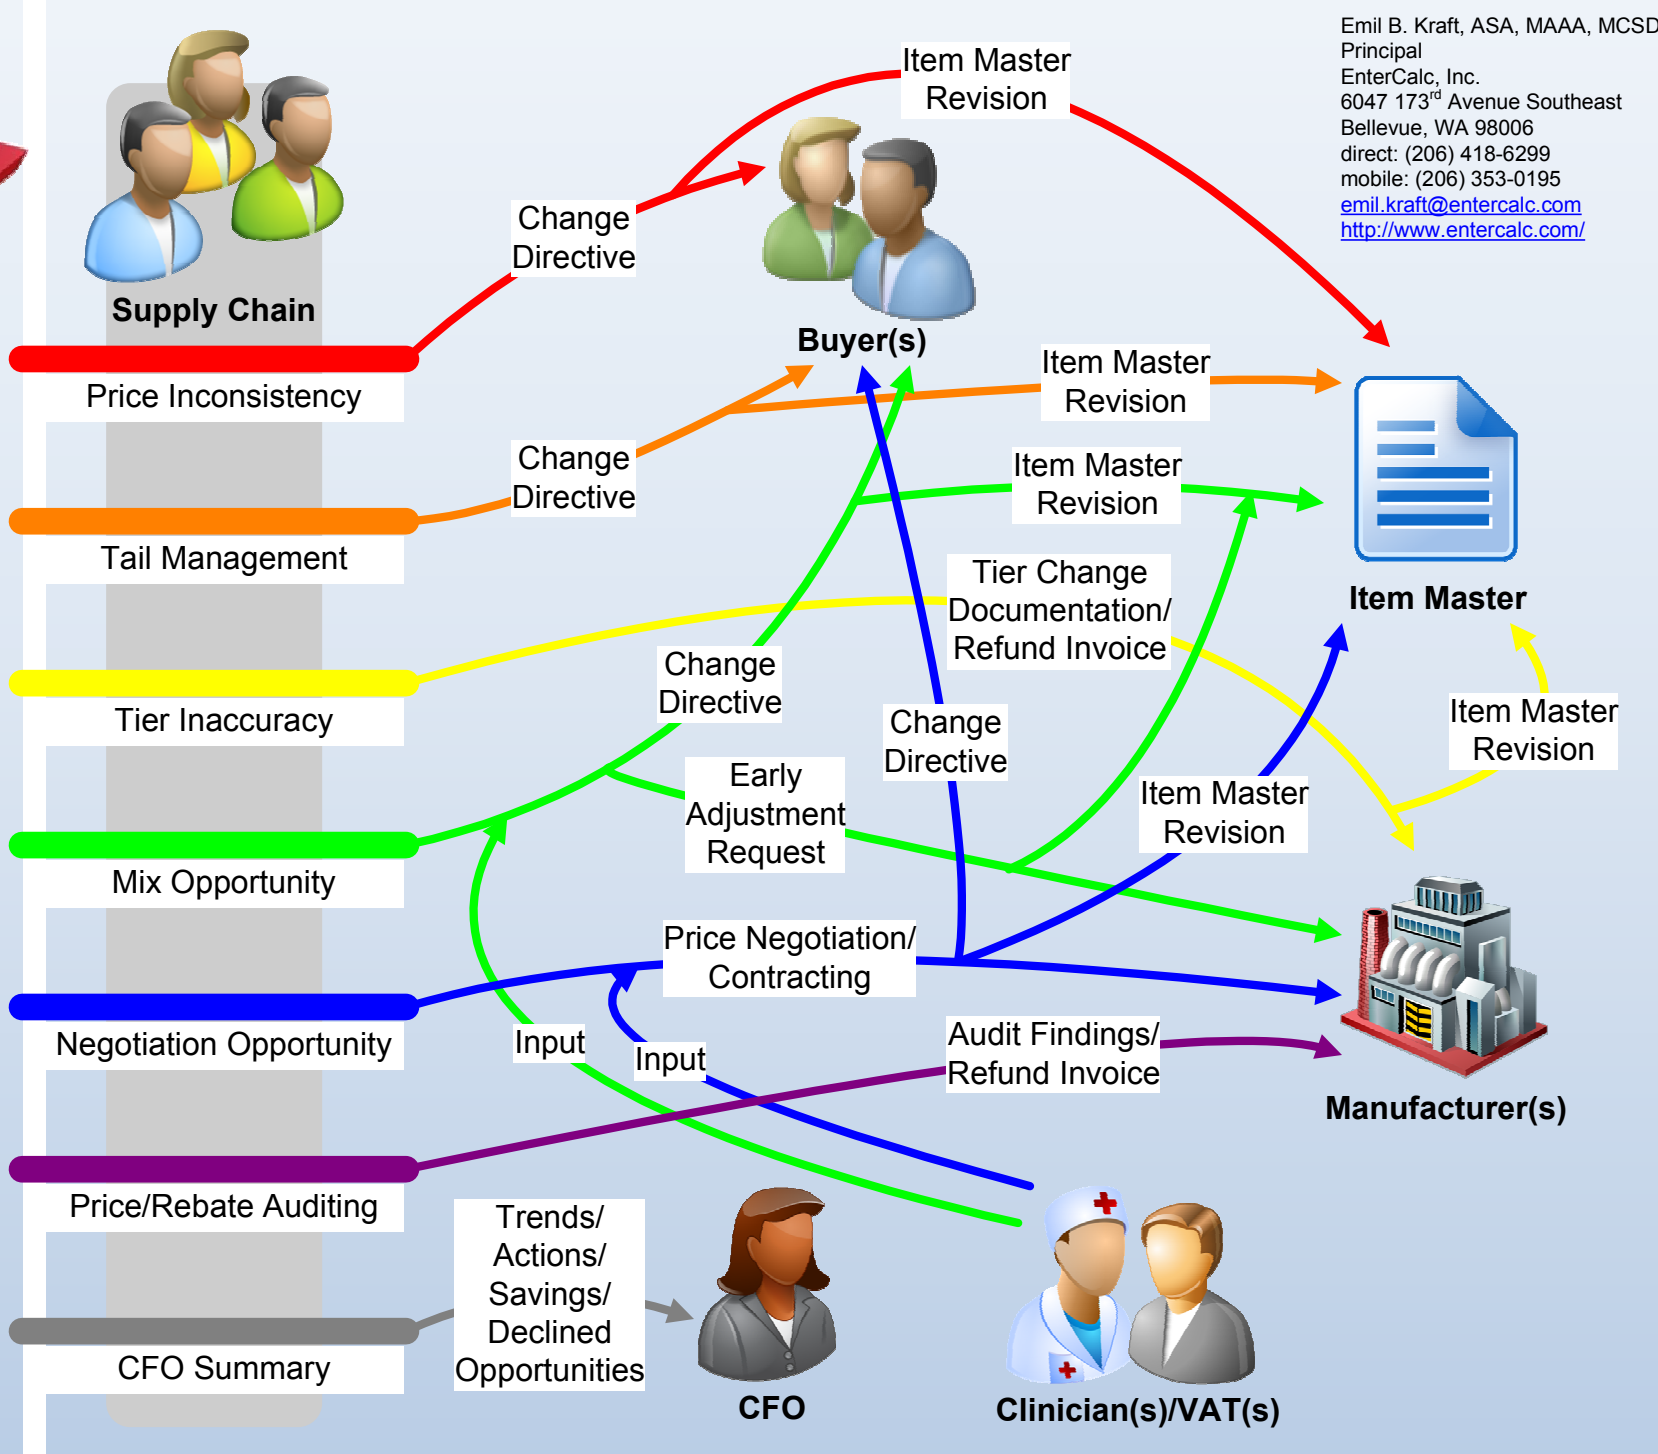 Emil B. Kraft, ASA, MAAA, MCSD
Principal
EnterCalc, Inc.
6047 173rd Avenue Southeast
Bellevue, WA 98006
direct: (206) 418-6299
mobile: (206) 353-0195
emil.kraft@entercalc.com
http://www.entercalc.com/
Item Master
Revision
Change
Directive
Supply Chain
Buyer(s)
Price Inconsistency
Item Master
Revision
Change
Directive
Item Master
Revision
Tail Management
Tier Change
Documentation/
Refund Invoice
Item Master
Change
Directive
Tier Inaccuracy
Change
Directive
Item Master
Revision
Early
Adjustment
Request
Item Master
Revision
Mix Opportunity
Price Negotiation/
Contracting
Negotiation Opportunity
Input
Input
Audit Findings/
Refund Invoice
Manufacturer(s)
Price/Rebate Auditing
Trends/
Actions/
Savings/
Declined
Opportunities
CFO Summary
CFO
Clinician(s)/VAT(s)